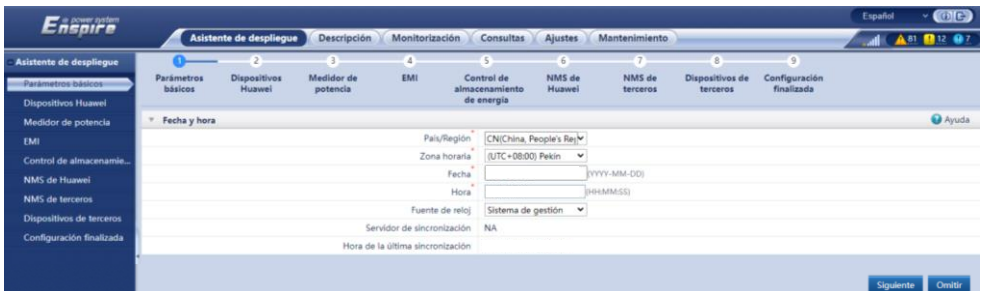 e power system
Enspire
Español
Asistente de despliegue
Descripción
Monitorización
Consultas
Ajustes
Mantenimiento
81
12
7
Asistente de despliegue
Parámetros básicos
Dispositivos Huawei
Medidor de potencia
EMI
Control de almacenamie...
NMS de Huawei
NMS de terceros
Dispositivos de terceros
Configuración finalizada
1
2
3
4
5
6
7
8
9
Parámetros
básicos
Dispositivos
Huawei
Medidor de
potencia
EMI
Control de
almacenamiento
de energía
NMS de
Huawei
NMS de
terceros
Dispositivos de
terceros
Configuración
finalizada
Fecha y hora
Ayuda
País/Región* CN(China, People's Rep
Zona horaria* (UTC+08:00) Pekín
Fecha* (YYYY-MM-DD)
Hora* (HH:MM:SS)
Fuente de reloj Sistema de gestión
Servidor de sincronización NA
Hora de la última sincronización
Siguiente
Omitir